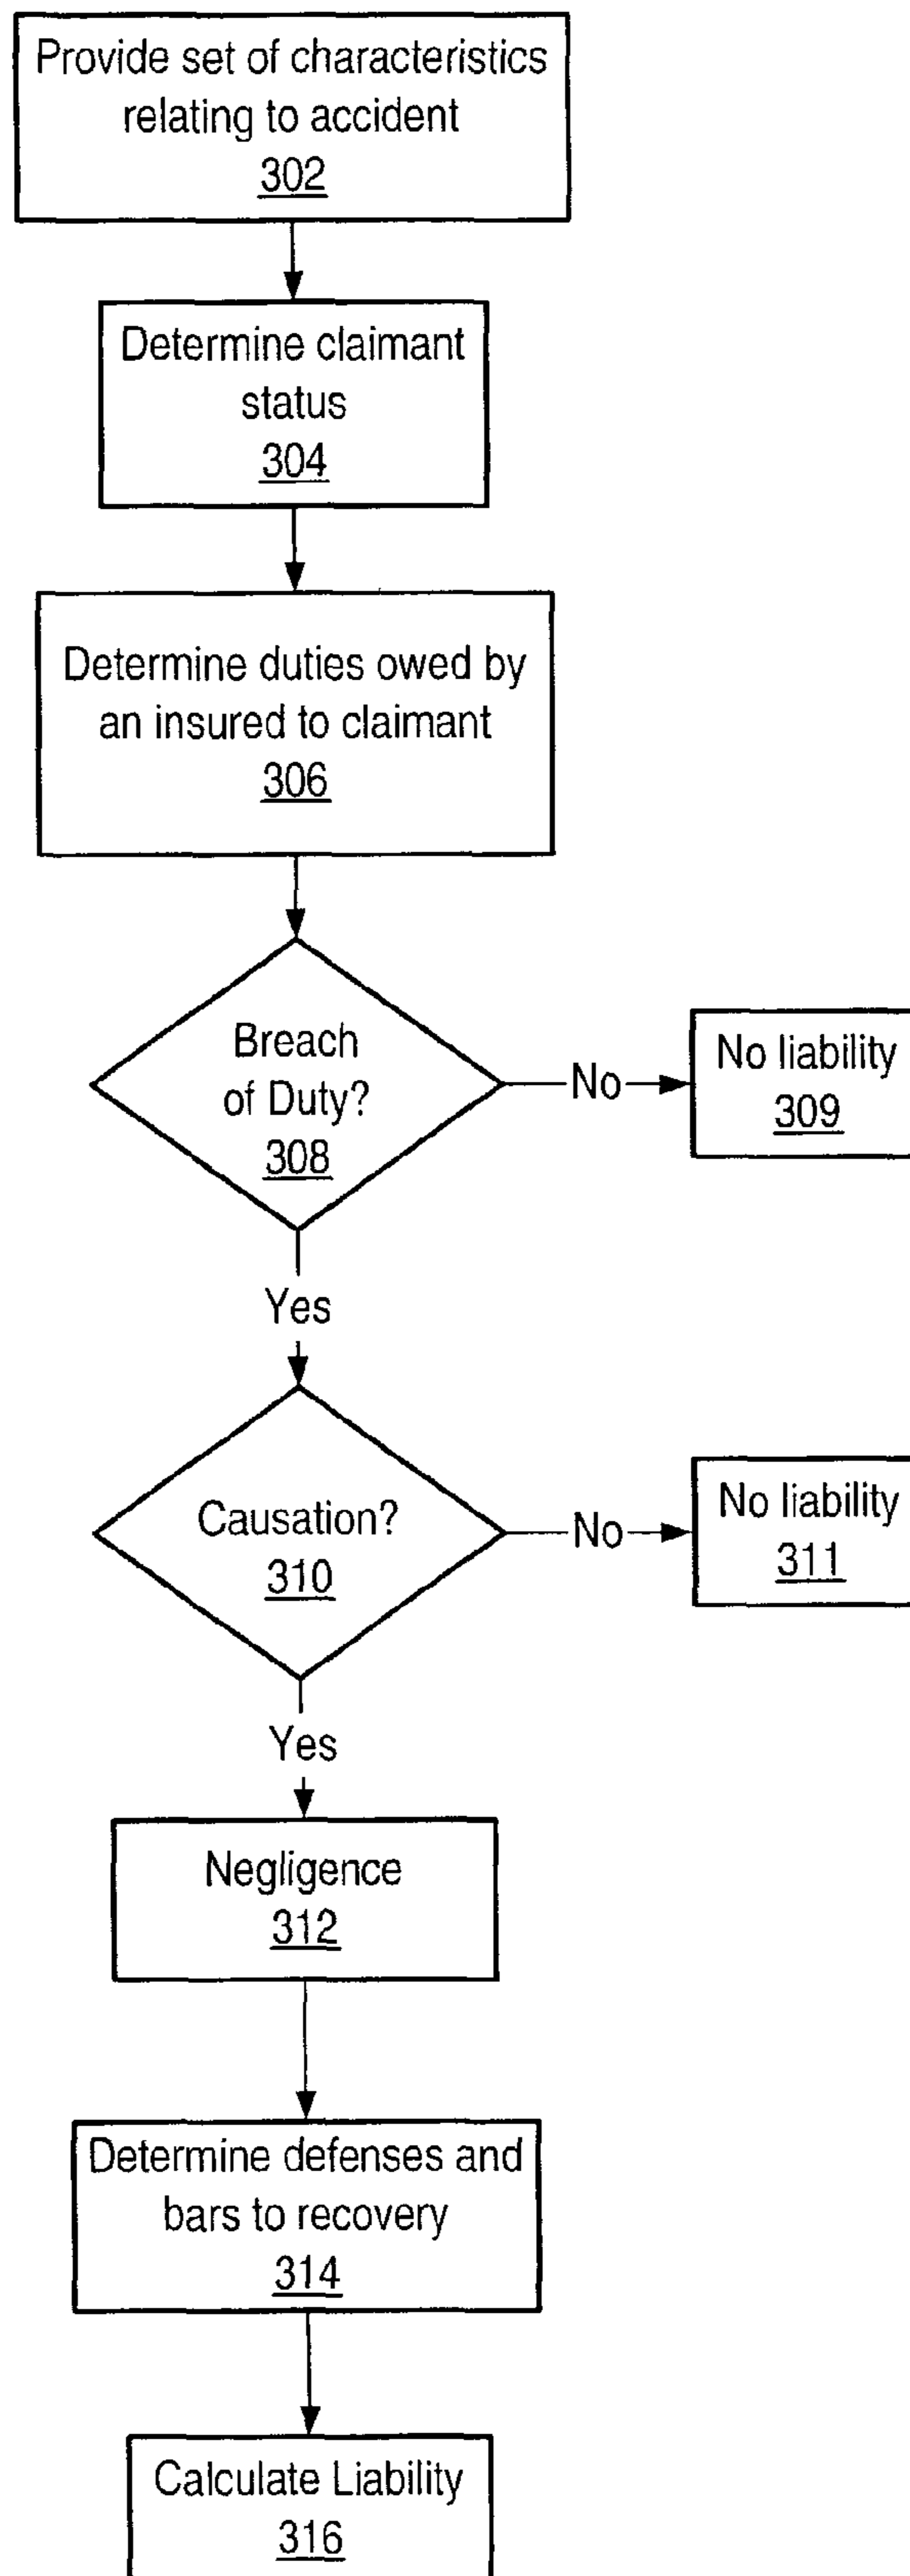 Provide set of characteristics
relating to accident
302
Determine claimant
status
304
Determine duties owed by
an insured to claimant
306
Breach
of Duty?
308
No
No liability
309
Yes
Causation?
310
No
No liability
311
Yes
Negligence
312
Determine defenses and
bars to recovery
314
Calculate Liability
316